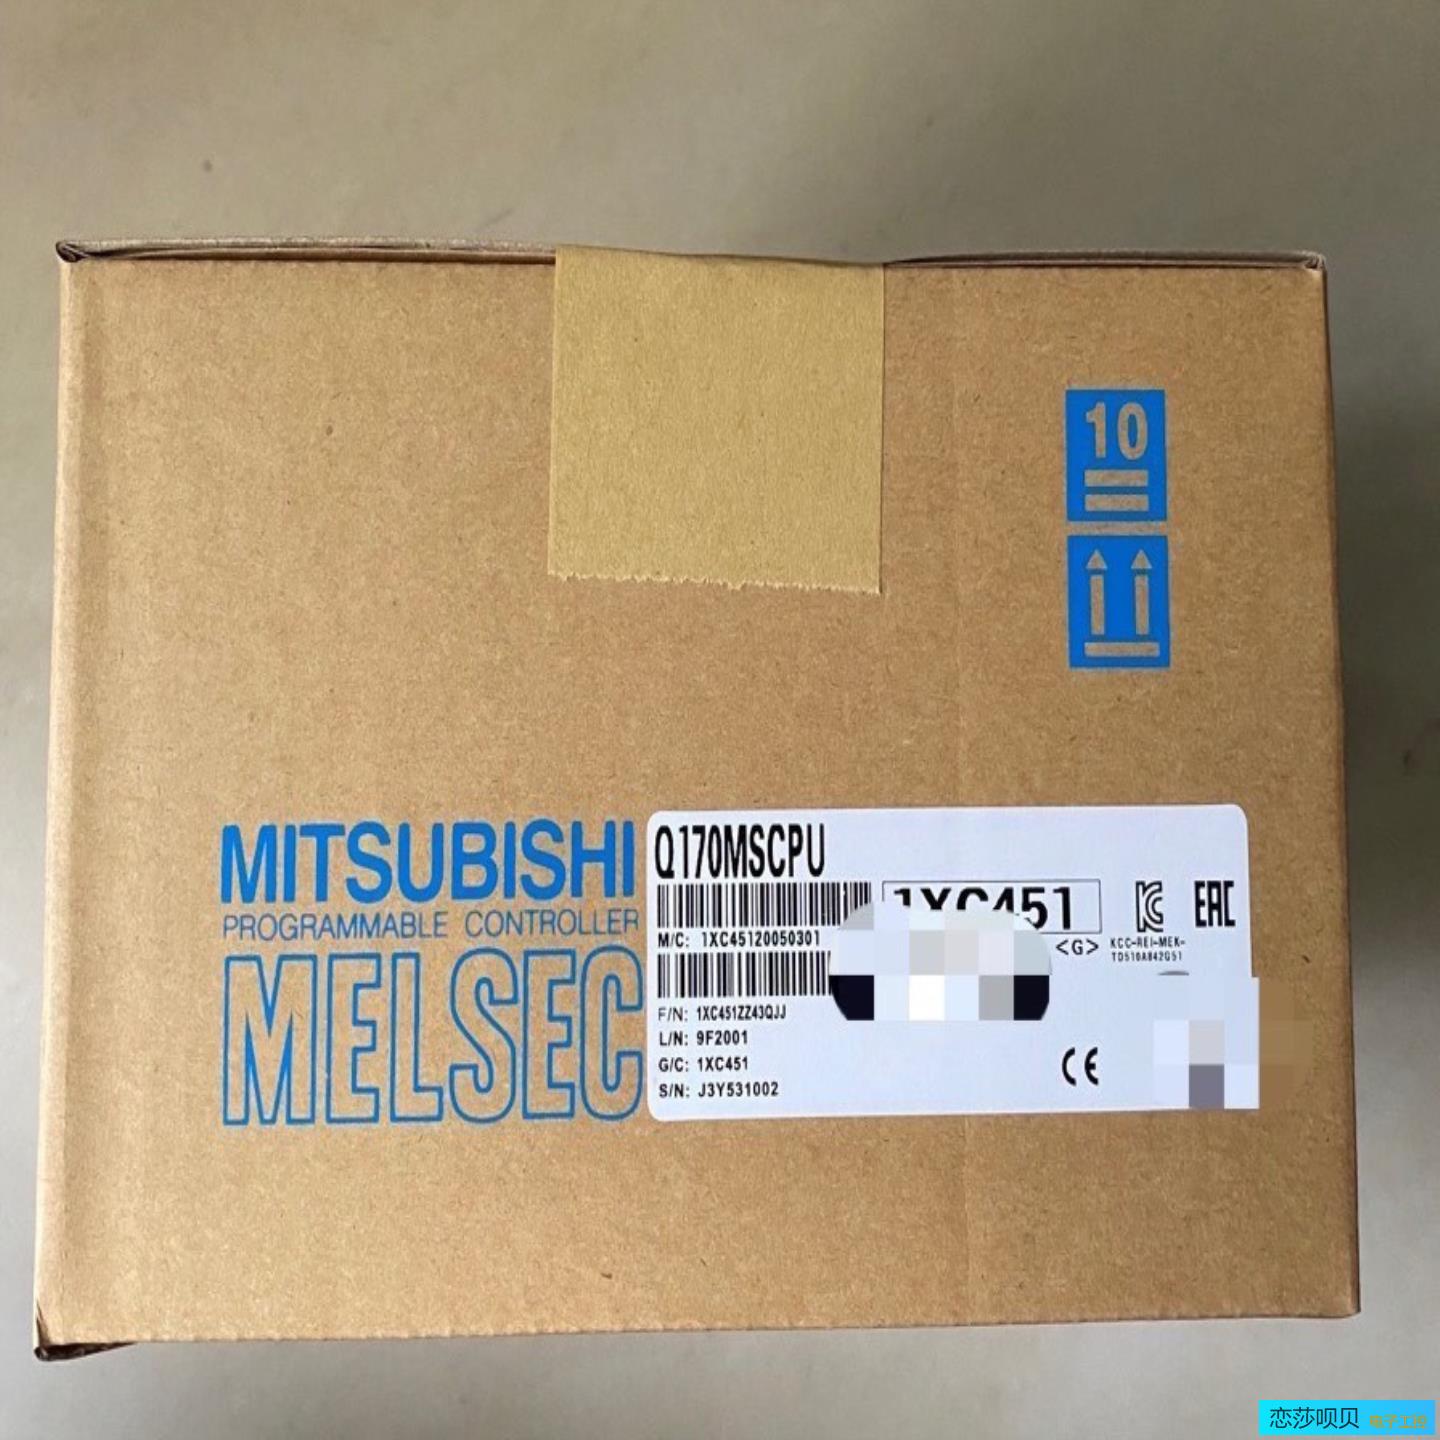 10
MITSUBISHI
PROGRAMMABLE CONTROLLER
MELSEC
Q170MSCPU
1XC451
M/C: 1XC45120050301
<G>
KCC-REI-MEK-
TD510A842G51
EAC
F/N: 1XC451ZZ43QJJ
L/N: 9F2001
G/C: 1XC451
S/N: J3Y531002
CE
恋莎呗贝 电子工控